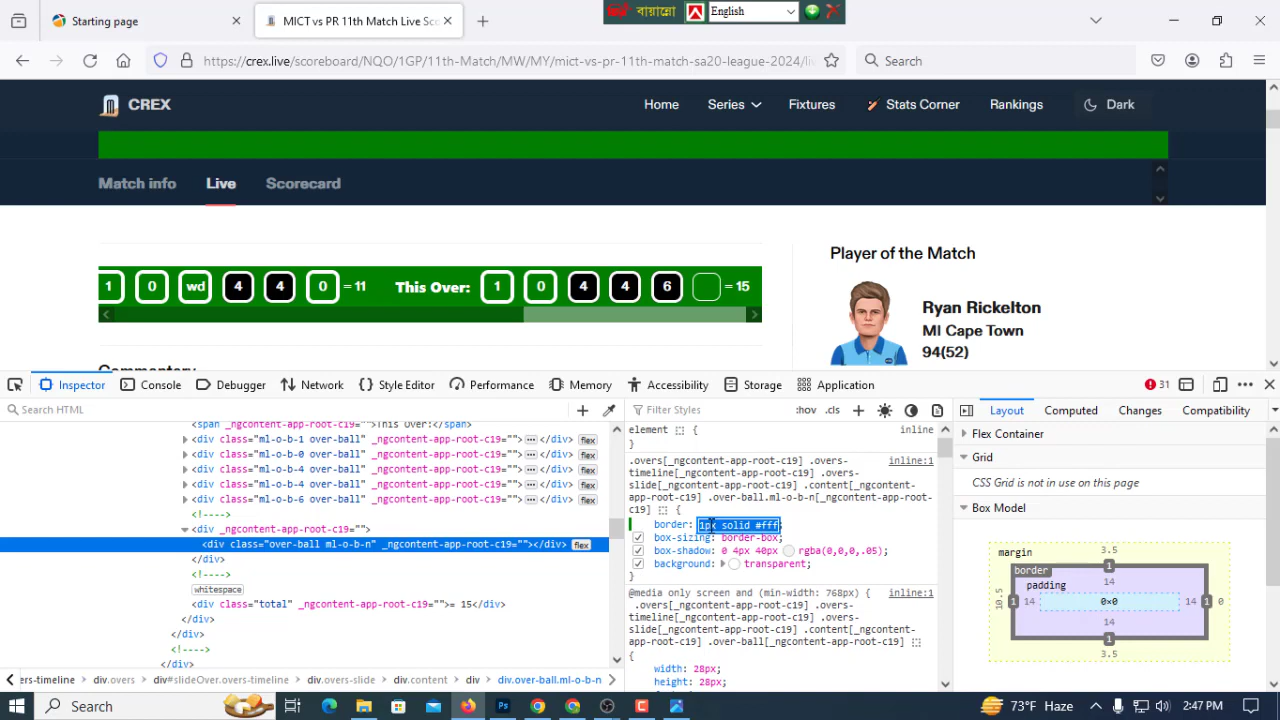 Starting page
MICT vs PR 11th Match Live Sco
বায়ান্নো
English
https://crex.live/scoreboard/NQO/1GP/11th-Match/MW/MY/mict-vs-pr-11th-match-sa20-league-2024/liv
Search
CREX
Home
Series
Fixtures
Stats Corner
Rankings
Dark
Match info
Live
Scorecard
1 0 wd 4 4 0 = 11 This Over: 1 0 4 4 6 = 15
Commentary
Player of the Match
Ryan Rickelton
MI Cape Town
94(52)
Inspector
Console
Debugger
Network
Style Editor
Performance
Memory
Accessibility
Storage
Application
31
Search HTML
<span _ngcontent-app-root-c19="">This Over:</span>
<div class="ml-o-b-1 over-ball" _ngcontent-app-root-c19="">⋯</div> flex
<div class="ml-o-b-0 over-ball" _ngcontent-app-root-c19="">⋯</div> flex
<div class="ml-o-b-4 over-ball" _ngcontent-app-root-c19="">⋯</div> flex
<div class="ml-o-b-4 over-ball" _ngcontent-app-root-c19="">⋯</div> flex
<div class="ml-o-b-6 over-ball" _ngcontent-app-root-c19="">⋯</div> flex
<!---->
<div _ngcontent-app-root-c19="">
<div class="over-ball ml-o-b-n" _ngcontent-app-root-c19=""></div> flex
</div>
<!---->
whitespace
<div class="total" _ngcontent-app-root-c19="">= 15</div>
</div>
</div>
<!---->
</div>
ers-timeline
div.overs
div#slideOver.overs-timeline
div.overs-slide
div.content
div
div.over-ball.ml-o-b-n
Filter Styles
:hov
.cls
element {
inline
}
.overs[_ngcontent-app-root-c19] .overs-
inline:1
timeline[_ngcontent-app-root-c19] .overs-
slide[_ngcontent-app-root-c19] .content[_ngcontent-
app-root-c19] .over-ball.ml-o-b-n[_ngcontent-app-root-
c19] {
border: 1px solid #fff;
box-sizing: border-box;
box-shadow: 0 4px 40px rgba(0,0,0,.05);
background: transparent;
}
@media only screen and (min-width: 768px) {
inline:1
.overs[_ngcontent-app-root-c19] .overs-
timeline[_ngcontent-app-root-c19] .overs-
slide[_ngcontent-app-root-c19] .content[_ngcontent-
app-root-c19] .over-ball[_ngcontent-app-root-c19]
{
width: 28px;
height: 28px;
Layout
Computed
Changes
Compatibility
Flex Container
Grid
CSS Grid is not in use on this page
Box Model
margin
3.5
border
1
padding
14
10.5
1
14
0×0
14
1
0
14
1
3.5
Search
Ps
73°F Haze
2:47 PM